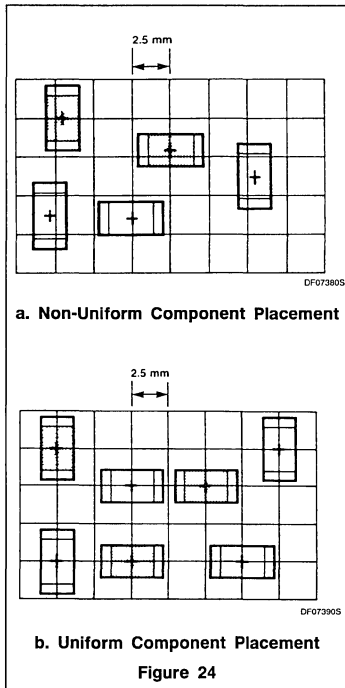 2.5 mm
DF07380S
a. Non-Uniform Component Placement
2.5 mm
DF07390S
b. Uniform Component Placement
Figure 24